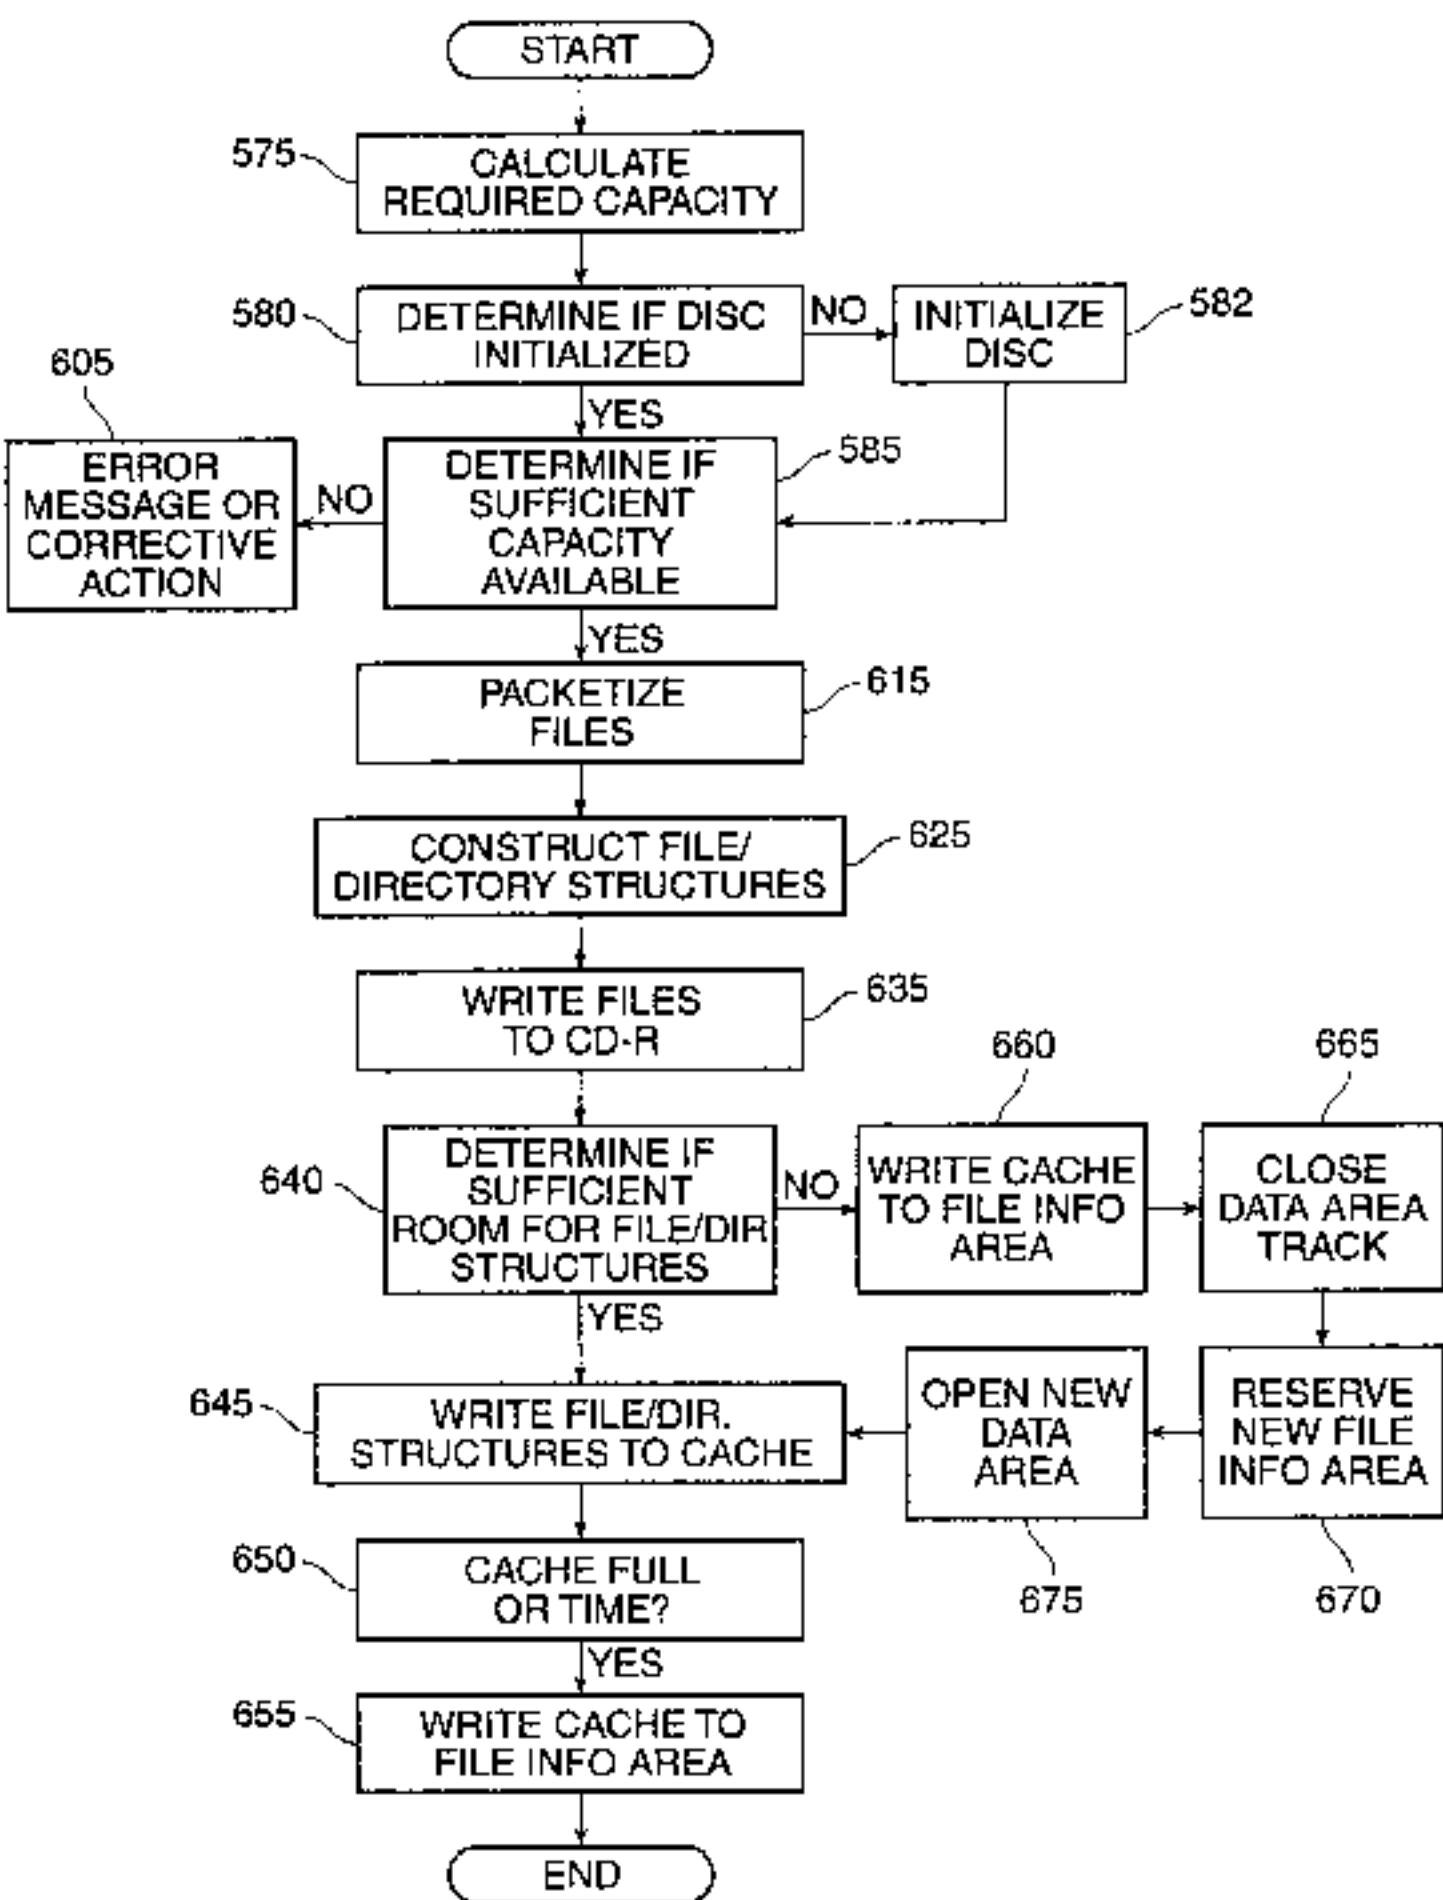 START
575
CALCULATE
REQUIRED CAPACITY
580
DETERMINE IF DISC
INITIALIZED
NO
INITIALIZE
DISC
582
YES
605
ERROR
MESSAGE OR
CORRECTIVE
ACTION
NO
DETERMINE IF
SUFFICIENT
CAPACITY
AVAILABLE
585
YES
PACKETIZE
FILES
615
CONSTRUCT FILE/
DIRECTORY STRUCTURES
625
WRITE FILES
TO CD-R
635
640
DETERMINE IF
SUFFICIENT
ROOM FOR FILE/DIR
STRUCTURES
NO
660
WRITE CACHE
TO FILE INFO
AREA
665
CLOSE
DATA AREA
TRACK
YES
645
WRITE FILE/DIR.
STRUCTURES TO CACHE
OPEN NEW
DATA
AREA
675
RESERVE
NEW FILE
INFO AREA
670
650
CACHE FULL
OR TIME?
YES
655
WRITE CACHE TO
FILE INFO AREA
END